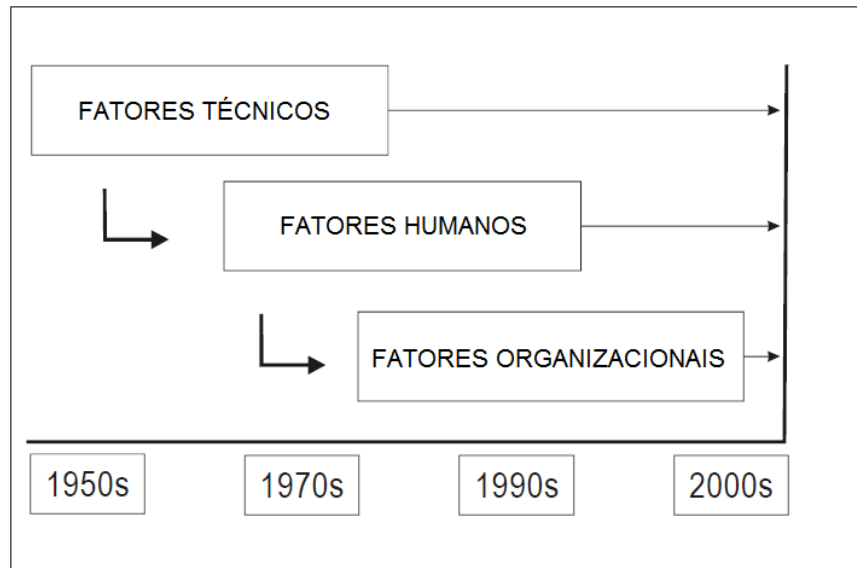 FATORES TÉCNICOS
FATORES HUMANOS
FATORES ORGANIZACIONAIS
1950s
1970s
1990s
2000s